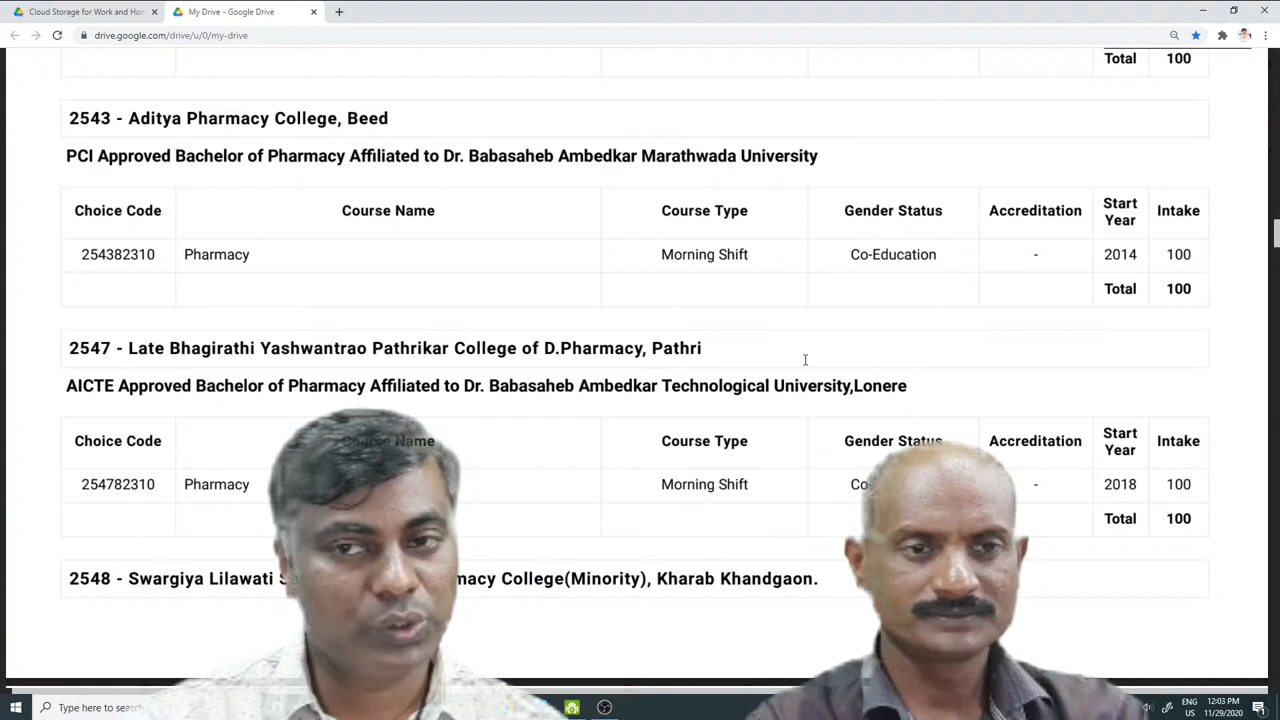 Cloud Storage for Work and Hom
My Drive - Google Drive
drive.google.com/drive/u/0/my-drive
Total 100
2543 - Aditya Pharmacy College, Beed
PCI Approved Bachelor of Pharmacy Affiliated to Dr. Babasaheb Ambedkar Marathwada University
Choice Code Course Name Course Type Gender Status Accreditation Start Year Intake
254382310 Pharmacy Morning Shift Co-Education - 2014 100
Total 100
2547 - Late Bhagirathi Yashwantrao Pathrikar College of D.Pharmacy, Pathri
AICTE Approved Bachelor of Pharmacy Affiliated to Dr. Babasaheb Ambedkar Technological University,Lonere
Choice Code Course Name Course Type Gender Status Accreditation Start Year Intake
254782310 Pharmacy Morning Shift Co - 2018 100
Total 100
2548 - Swargiya Lilawati macy College(Minority), Kharab Khandgaon.
Type here to search
ENG
US
12:03 PM
11/29/2020